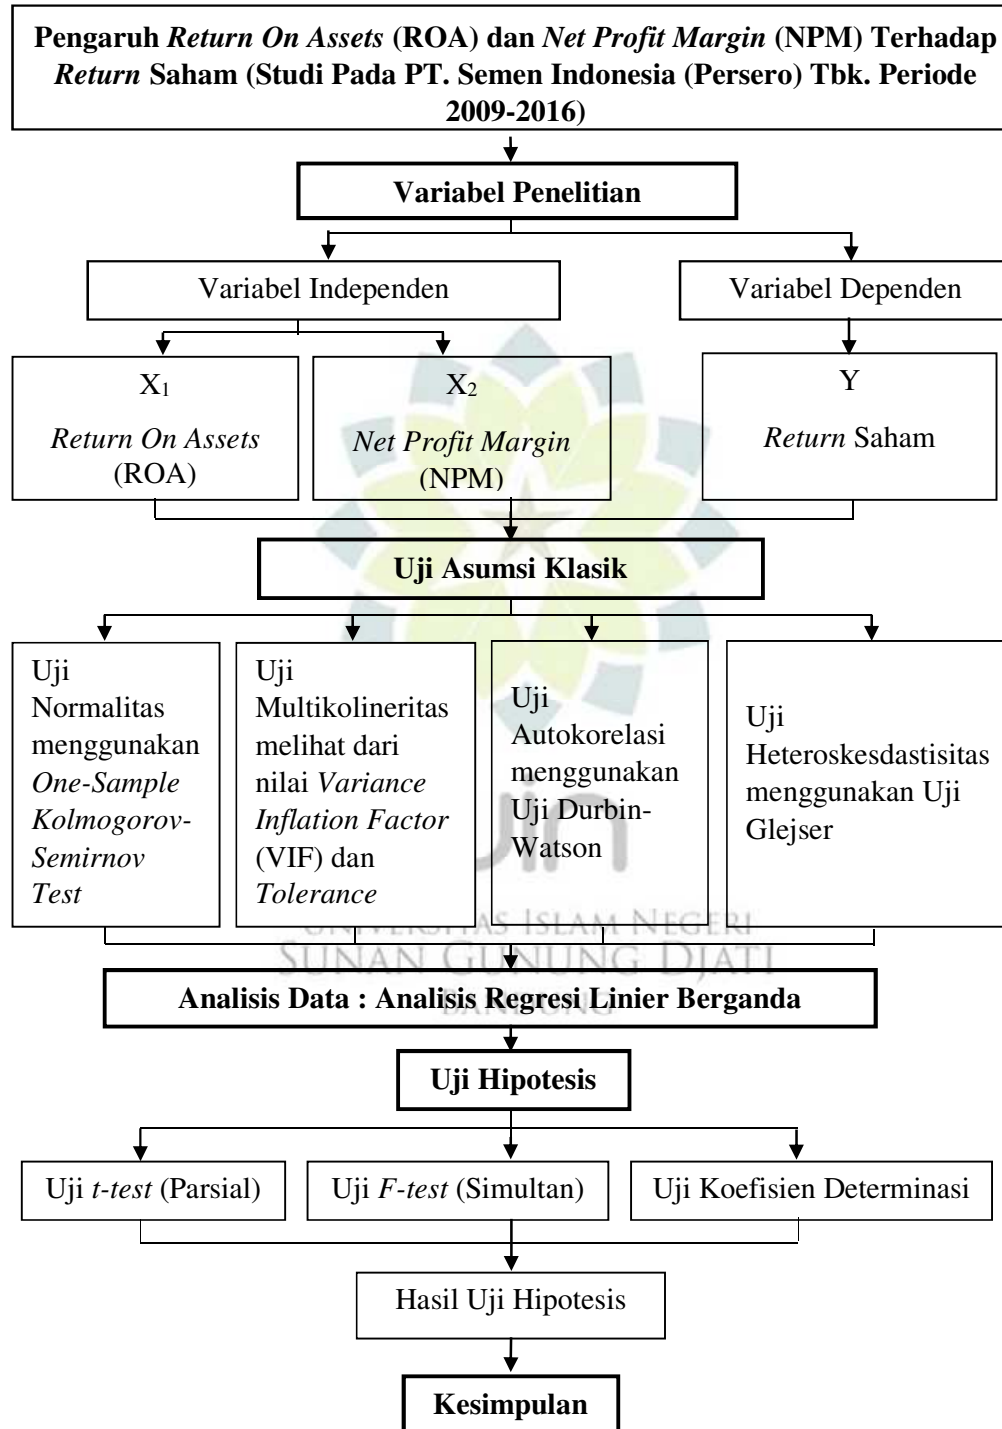 Pengaruh Return On Assets (ROA) dan Net Profit Margin (NPM) Terhadap
Return Saham (Studi Pada PT. Semen Indonesia (Persero) Tbk. Periode
2009-2016)
Variabel Penelitian
Variabel Independen
Variabel Dependen
X1
Return On Assets
(ROA)
X2
Net Profit Margin
(NPM)
Y
Return Saham
Uji Asumsi Klasik
Uji
Normalitas
menggunakan
One-Sample
Kolmogorov-
Semirnov
Test
Uji
Multikolineritas
melihat dari
nilai Variance
Inflation Factor
(VIF) dan
Tolerance
Uji
Autokorelasi
menggunakan
Uji Durbin-
Watson
Uji
Heteroskesdastisitas
menggunakan Uji
Glejser
uin
UNIVERSITAS ISLAM NEGERI
SUNAN GUNUNG DJATI
BANDUNG
Analisis Data : Analisis Regresi Linier Berganda
Uji Hipotesis
Uji t-test (Parsial)
Uji F-test (Simultan)
Uji Koefisien Determinasi
Hasil Uji Hipotesis
Kesimpulan